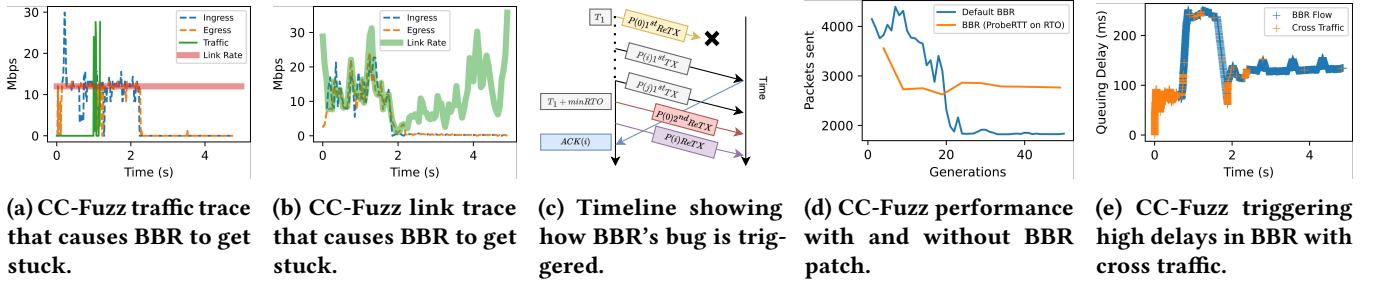 30
20
10
0
Mbps
0
2
4
Time (s)
Ingress
Egress
Traffic
Link Rate
30
20
10
0
0
2
4
Time (s)
Ingress
Egress
Link Rate
T1
P(0)1stReTX
P(i)1stTX
P(j)1stTX
T1 + minRTO
P(0)2ndReTX
ACK(i)
P(i)ReTX
Time
Packets sent
4000
3000
2000
0
20
40
Generations
Default BBR
BBR (ProbeRTT on RTO)
Queuing Delay (ms)
200
100
0
0
2
4
Time (s)
BBR Flow
Cross Traffic
(a) CC-Fuzz traffic trace
that causes BBR to get
stuck.
(b) CC-Fuzz link trace
that causes BBR to get
stuck.
(c) Timeline showing
how BBR's bug is trig-
gered.
(d) CC-Fuzz performance
with and without BBR
patch.
(e) CC-Fuzz triggering
high delays in BBR with
cross traffic.